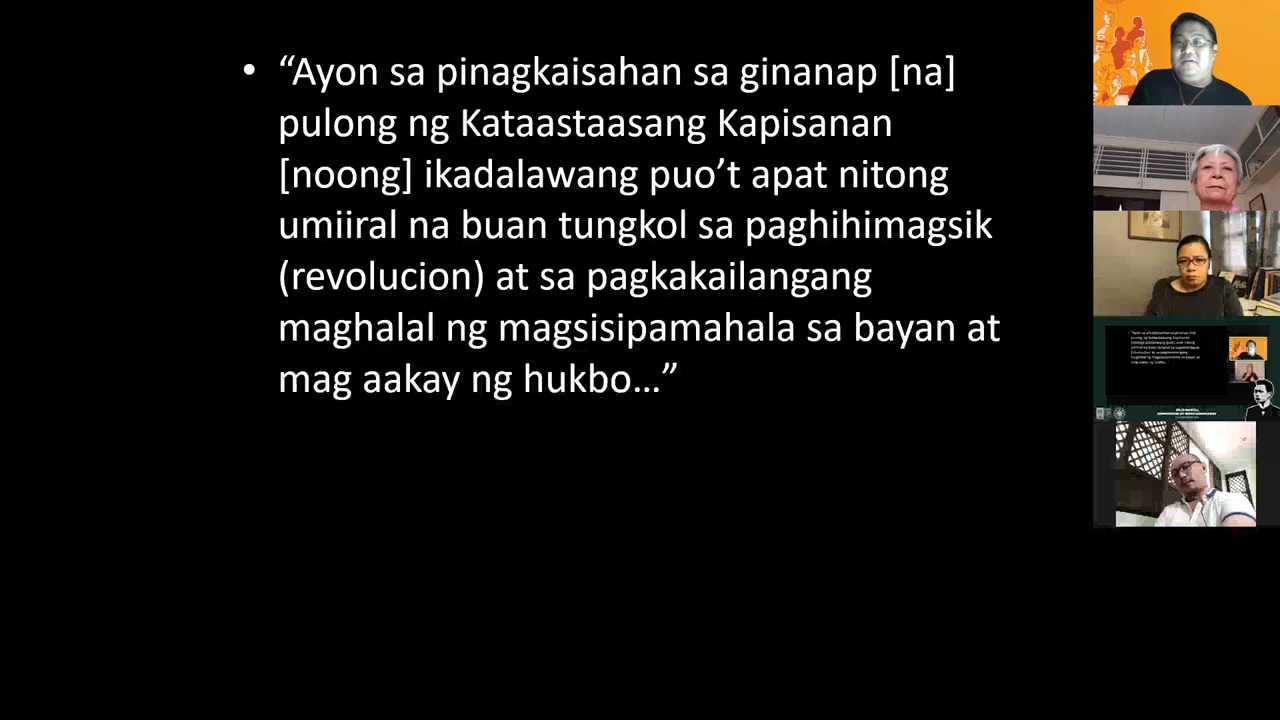 • “Ayon sa pinagkaisahan sa ginanap [na]
pulong ng Kataastaasang Kapisanan
[noong] ikadalawang puo’t apat nitong
umiiral na buan tungkol sa paghihimagsik
(revolucion) at sa pagkakailangang
maghalal ng magsisipamahala sa bayan at
mag aakay ng hukbo…”